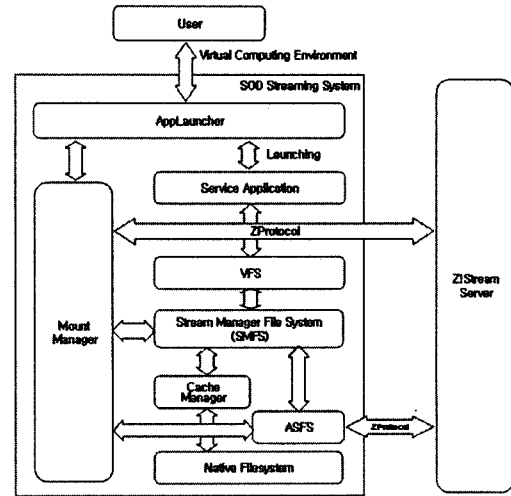 User
Virtual Computing Environment
SOD Streaming System
AppLauncher
Launching
Service Application
ZProtocol
VFS
Z!Stream
Server
Mount
Manager
Stream Manager File System
(SMFS)
Cache
Manager
ASFS
ZProtocol
Native Filesystem